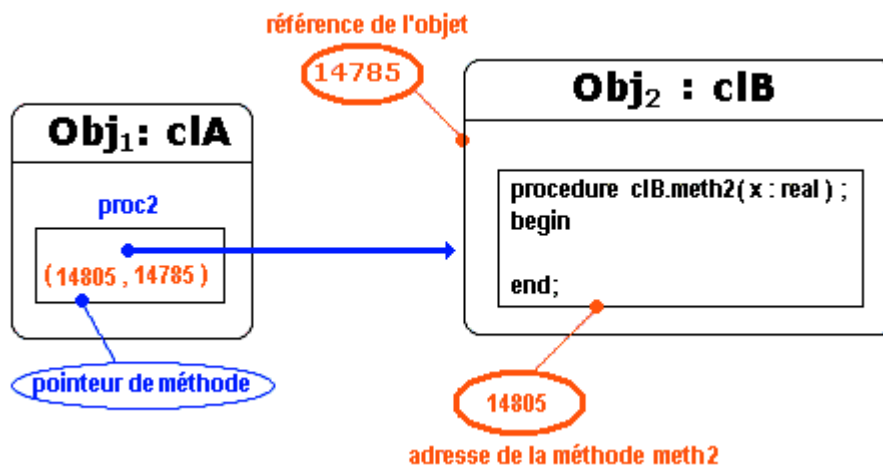 référence de l'objet
14785
Obj₂ : clB
Obj₁: clA
procedure clB.meth2( x : real ) ;
begin
end;
proc2
(14805 , 14785 )
pointeur de méthode
14805
adresse de la méthode meth2